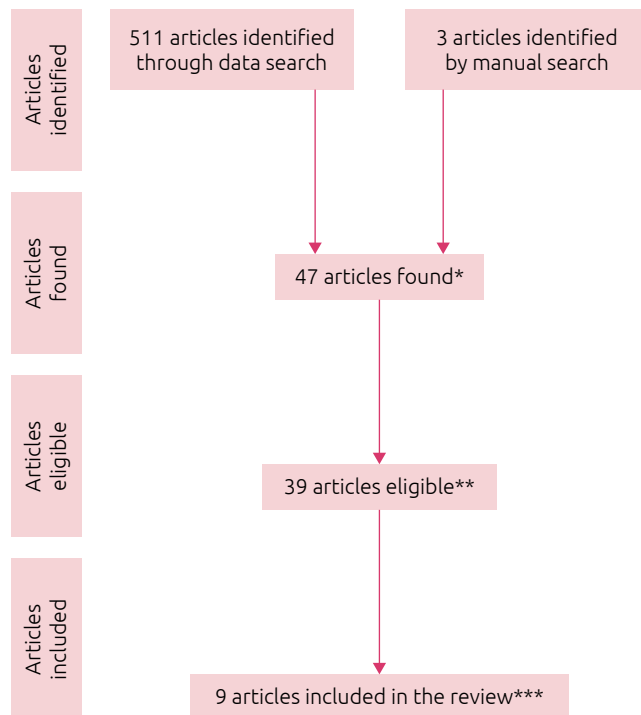 Articles
identified
511 articles identified
through data search
3 articles identified
by manual search
Articles
found
47 articles found*
Articles
eligible
39 articles eligible**
Articles
included
9 articles included in the review***